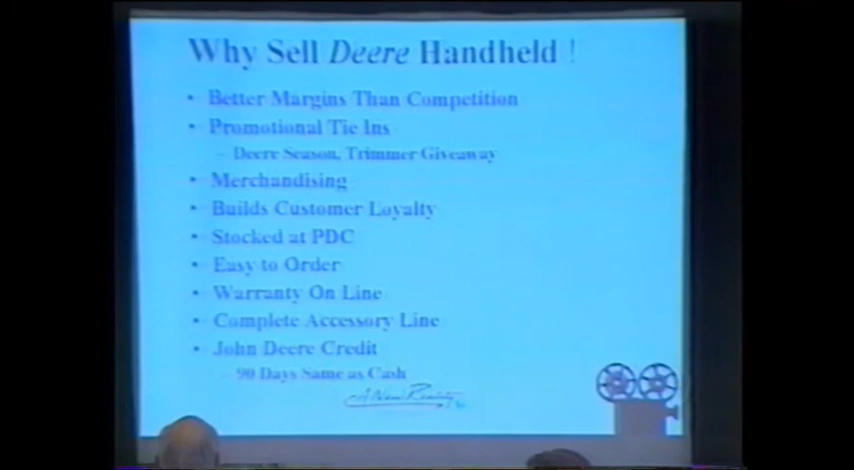 Why Sell Deere Handheld !
• Better Margins Than Competition
• Promotional Tie Ins
– Deere Season, Trimmer Giveaway
• Merchandising
• Builds Customer Loyalty
• Stocked at PDC
• Easy to Order
• Warranty On Line
• Complete Accessory Line
• John Deere Credit
– 90 Days Same as Cash
A New Reality